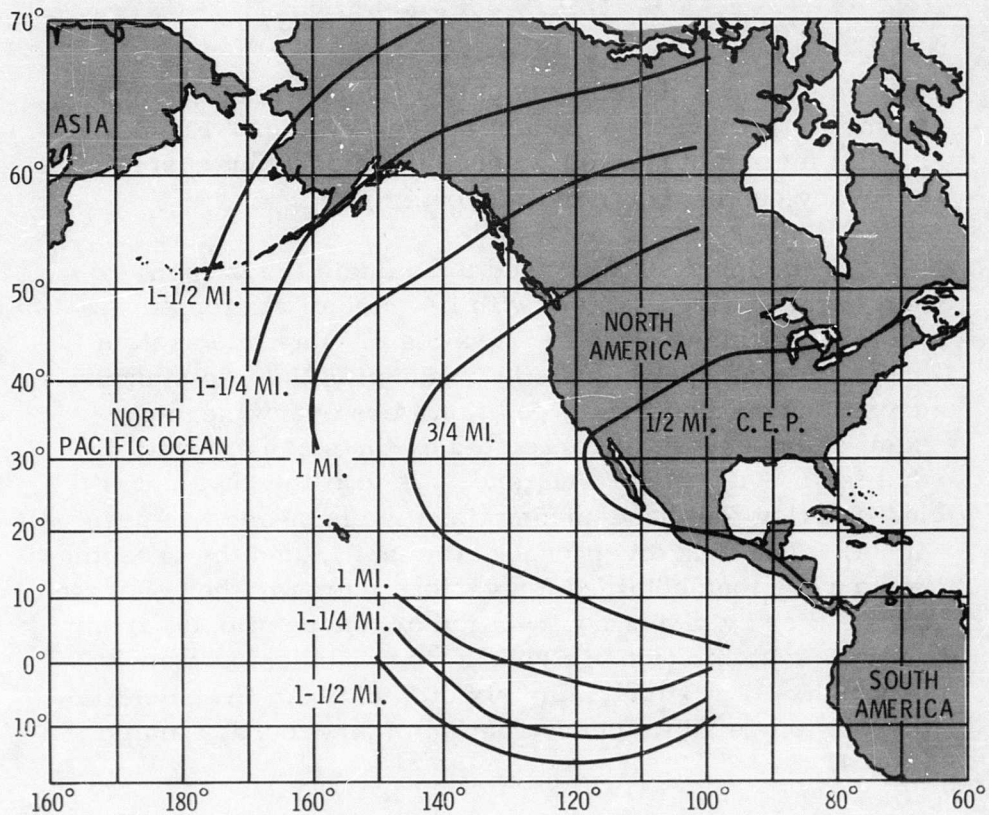 70°
ASIA
60°
50°
1-1/2 MI.
NORTH
AMERICA
40°
1-1/4 MI.
NORTH
PACIFIC OCEAN
3/4 MI.
1/2 MI. C.E.P.
30°
1 MI.
20°
10°
1 MI.
1-1/4 MI.
0°
1-1/2 MI.
SOUTH
AMERICA
10°
160° 180° 160° 140° 120° 100° 80° 60°